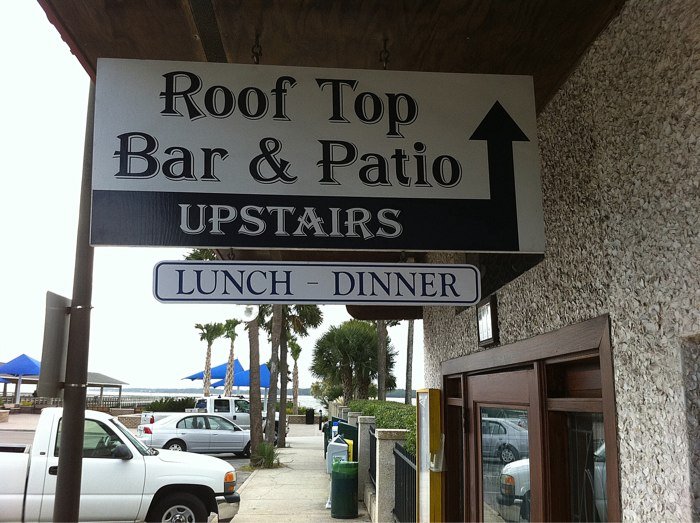 Roof Top
Bar & Patio
UPSTAIRS
LUNCH - DINNER